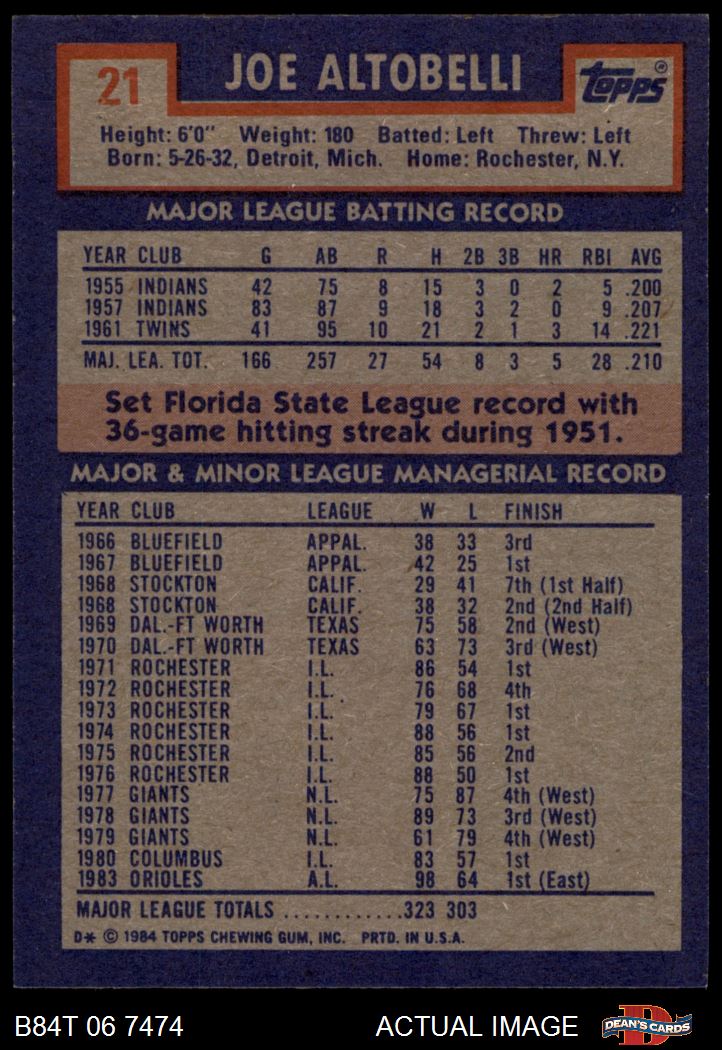 21 JOE ALTOBELLI Topps®
Height: 6'0" Weight: 180 Batted: Left Threw: Left
Born: 5-26-32, Detroit, Mich. Home: Rochester, N.Y.
MAJOR LEAGUE BATTING RECORD
YEAR CLUB G AB R H 2B 3B HR RBI AVG
1955 INDIANS 42 75 8 15 3 0 2 5 .200
1957 INDIANS 83 87 9 18 3 2 0 9 .207
1961 TWINS 41 95 10 21 2 1 3 14 .221
MAJ. LEA. TOT. 166 257 27 54 8 3 5 28 .210
Set Florida State League record with
36-game hitting streak during 1951.
MAJOR & MINOR LEAGUE MANAGERIAL RECORD
YEAR CLUB LEAGUE W L FINISH
1966 BLUEFIELD APPAL. 38 33 3rd
1967 BLUEFIELD APPAL. 42 25 1st
1968 STOCKTON CALIF. 29 41 7th (1st Half)
1968 STOCKTON CALIF. 38 32 2nd (2nd Half)
1969 DAL.-FT WORTH TEXAS 75 58 2nd (West)
1970 DAL.-FT WORTH TEXAS 63 73 3rd (West)
1971 ROCHESTER I.L. 86 54 1st
1972 ROCHESTER I.L. 76 68 4th
1973 ROCHESTER I.L. 79 67 1st
1974 ROCHESTER I.L. 88 56 1st
1975 ROCHESTER I.L. 85 56 2nd
1976 ROCHESTER I.L. 88 50 1st
1977 GIANTS N.L. 75 87 4th (West)
1978 GIANTS N.L. 89 73 3rd (West)
1979 GIANTS N.L. 61 79 4th (West)
1980 COLUMBUS I.L. 83 57 1st
1983 ORIOLES A.L. 98 64 1st (East)
MAJOR LEAGUE TOTALS ............323 303
D* © 1984 TOPPS CHEWING GUM, INC. PRTD. IN U.S.A.
B84T 06 7474 ACTUAL IMAGE D DEAN'S CARDS